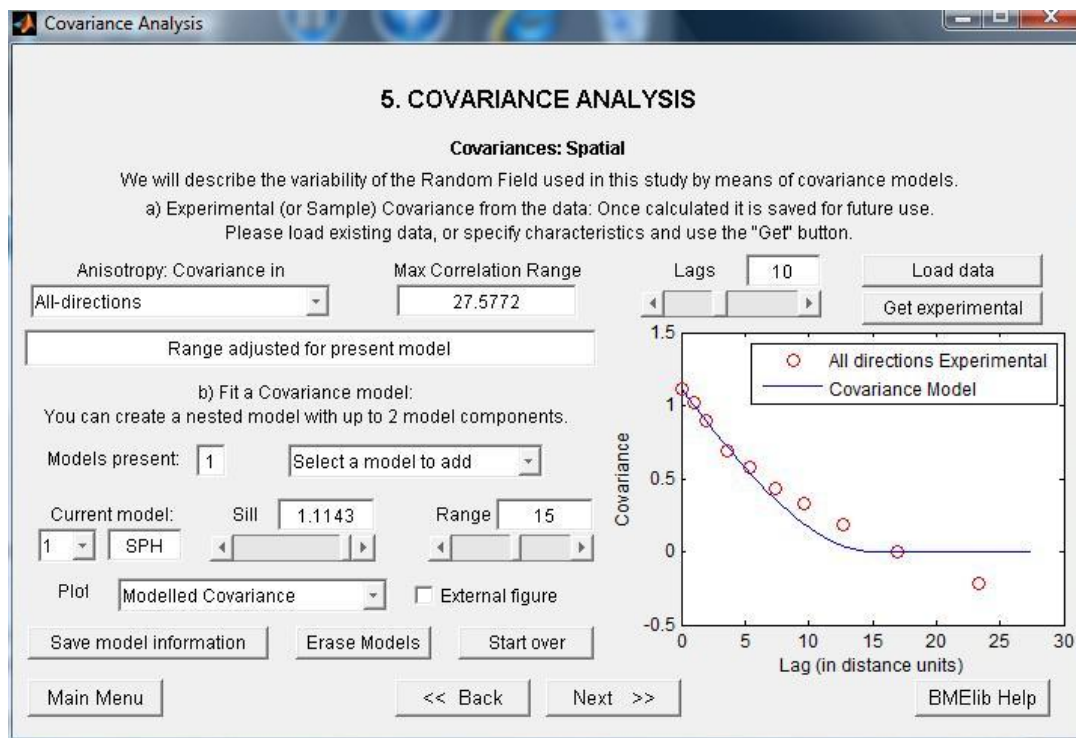 Covariance Analysis
5. COVARIANCE ANALYSIS
Covariances: Spatial
We will describe the variability of the Random Field used in this study by means of covariance models.
a) Experimental (or Sample) Covariance from the data: Once calculated it is saved for future use.
Please load existing data, or specify characteristics and use the "Get" button.
Anisotropy: Covariance in
All-directions
Max Correlation Range
27.5772
Lags 10
Load data
Get experimental
Range adjusted for present model
b) Fit a Covariance model:
You can create a nested model with up to 2 model components.
Models present: 1 Select a model to add
Current model: Sill 1.1143 Range 15
1 SPH
Plot Modelled Covariance External figure
Save model information Erase Models Start over
1.5
1
0.5
0
-0.5
Covariance
All directions Experimental
Covariance Model
0 5 10 15 20 25 30
Lag (in distance units)
Main Menu << Back Next >> BMElib Help